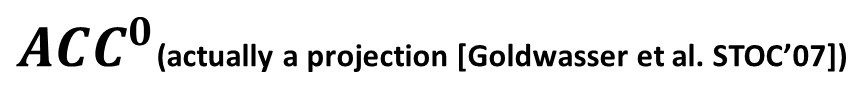 ACC⁰ (actually a projection [Goldwasser et al. STOC’07])